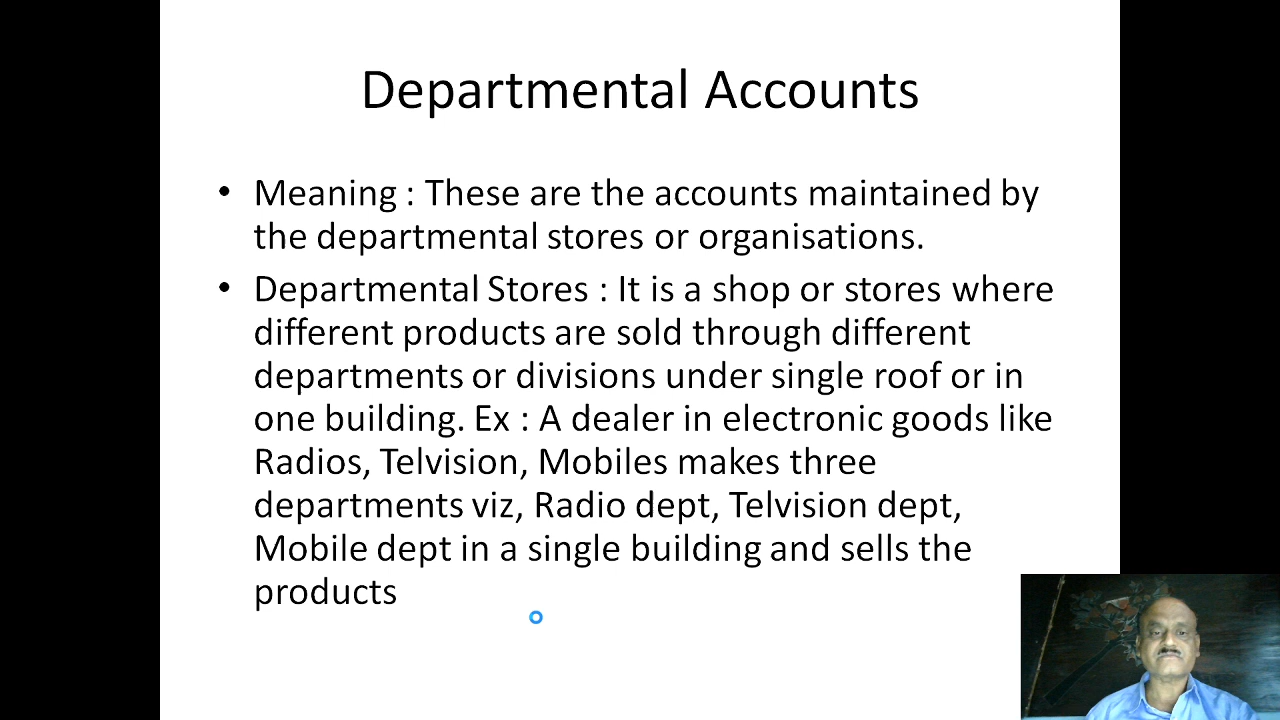 Departmental Accounts
• Meaning : These are the accounts maintained by
the departmental stores or organisations.
• Departmental Stores : It is a shop or stores where
different products are sold through different
departments or divisions under single roof or in
one building. Ex : A dealer in electronic goods like
Radios, Telvision, Mobiles makes three
departments viz, Radio dept, Telvision dept,
Mobile dept in a single building and sells the
products